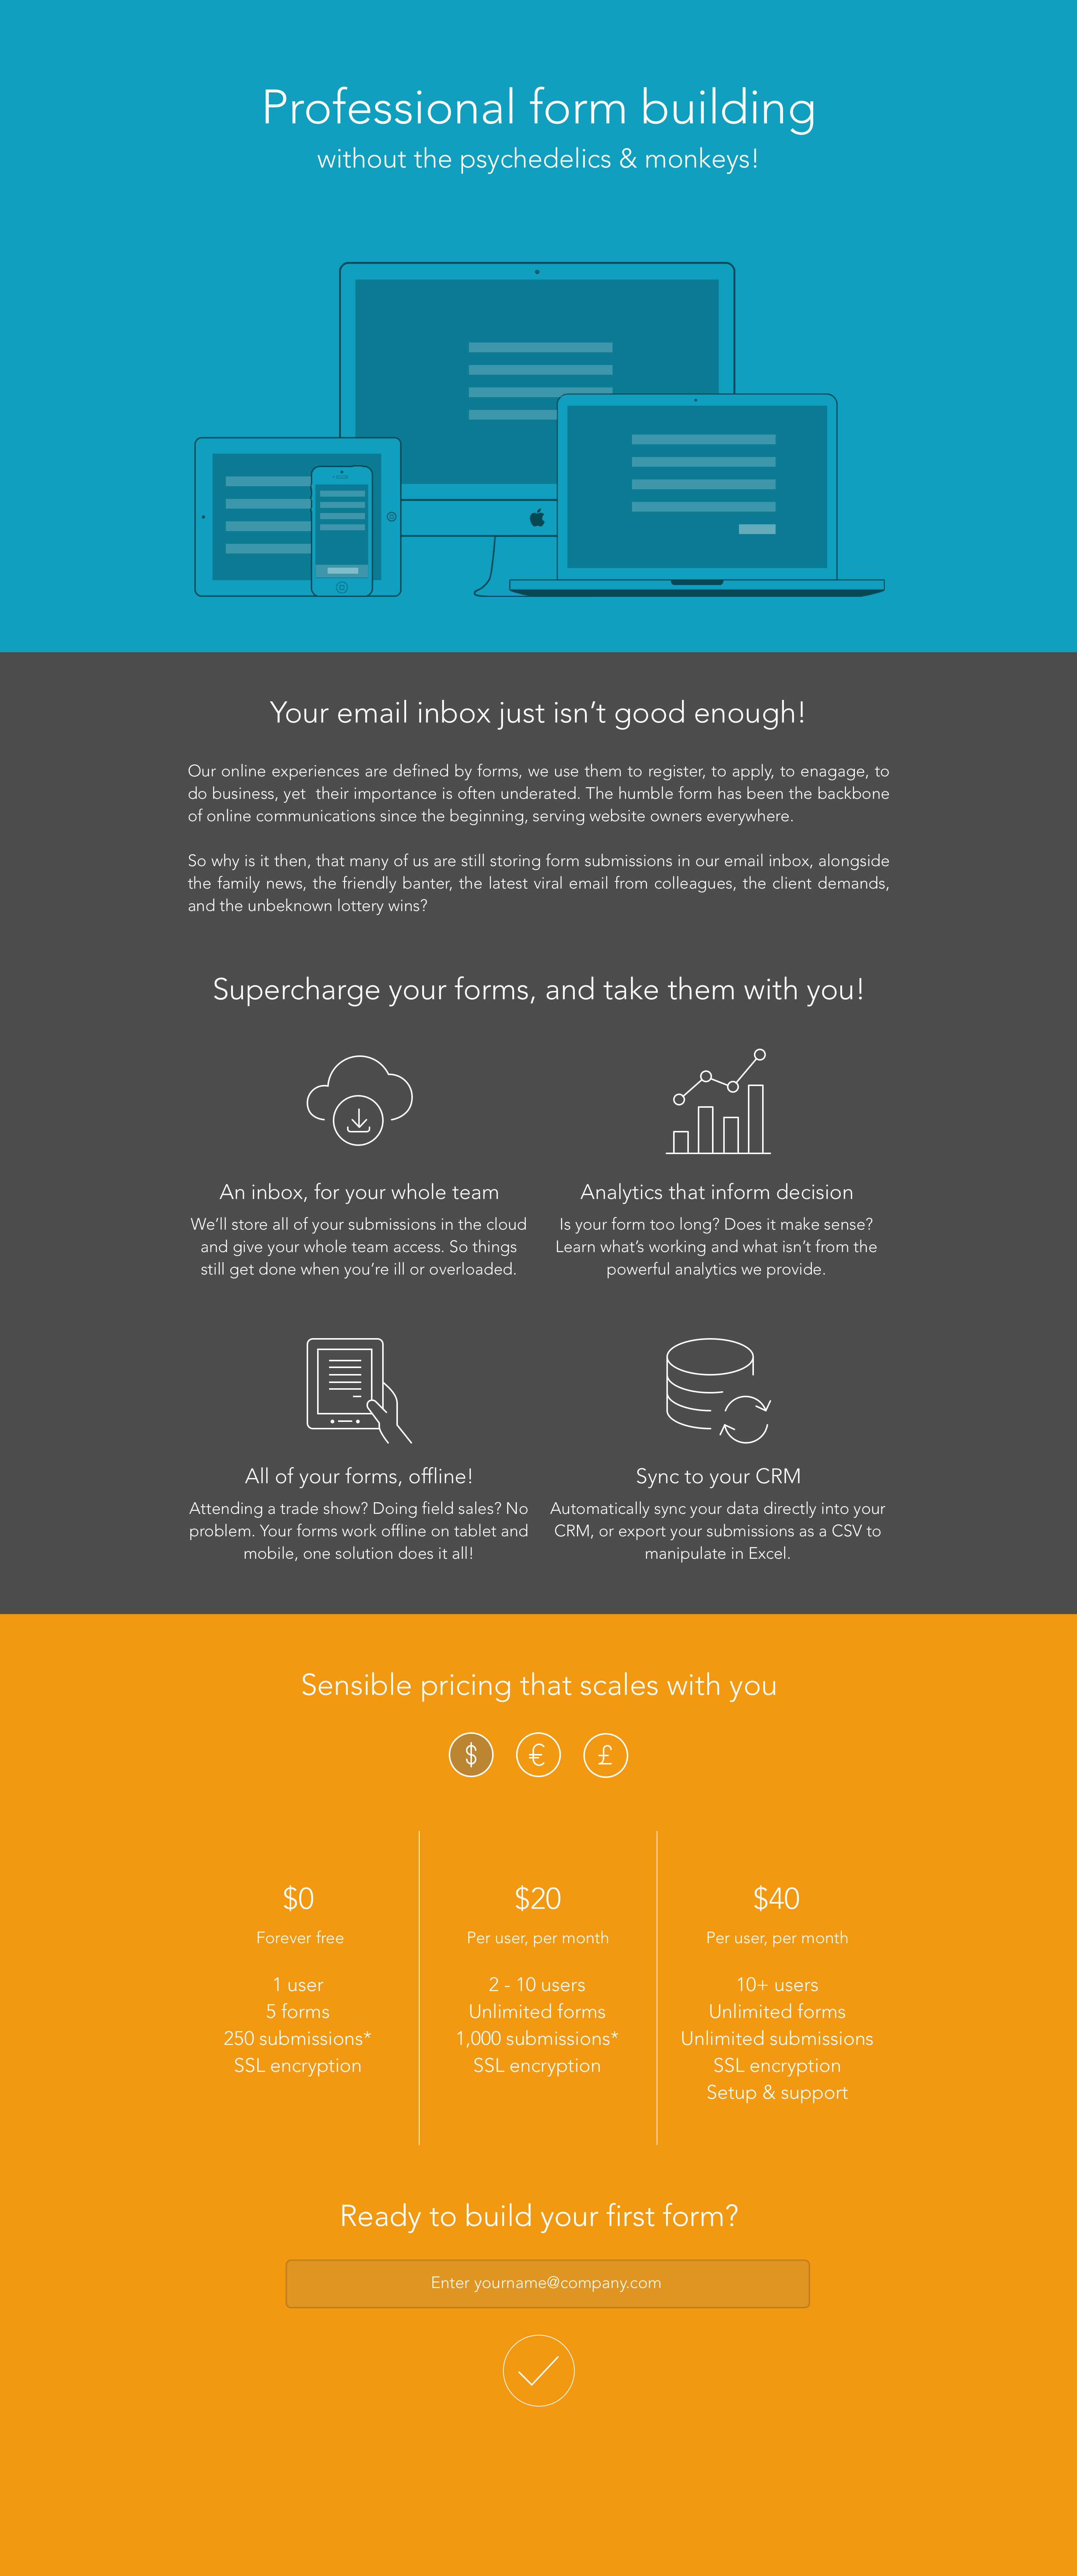 Professional form building
without the psychedelics & monkeys!
Your email inbox just isn’t good enough!
Our online experiences are defined by forms, we use them to register, to apply, to enagage, to
do business, yet  their importance is often underated. The humble form has been the backbone
of online communications since the beginning, serving website owners everywhere.
So why is it then, that many of us are still storing form submissions in our email inbox, alongside
the family news, the friendly banter, the latest viral email from colleagues, the client demands,
and the unbeknown lottery wins?
Supercharge your forms, and take them with you!
An inbox, for your whole team
We’ll store all of your submissions in the cloud
and give your whole team access. So things
still get done when you’re ill or overloaded.
Analytics that inform decision
Is your form too long? Does it make sense?
Learn what’s working and what isn’t from the
powerful analytics we provide.
All of your forms, offline!
Attending a trade show? Doing field sales? No
problem. Your forms work offline on tablet and
mobile, one solution does it all!
Sync to your CRM
Automatically sync your data directly into your
CRM, or export your submissions as a CSV to
manipulate in Excel.
Sensible pricing that scales with you
$ € £
$0
Forever free
1 user
5 forms
250 submissions*
SSL encryption
$20
Per user, per month
2 - 10 users
Unlimited forms
1,000 submissions*
SSL encryption
$40
Per user, per month
10+ users
Unlimited forms
Unlimited submissions
SSL encryption
Setup & support
Ready to build your first form?
Enter yourname@company.com